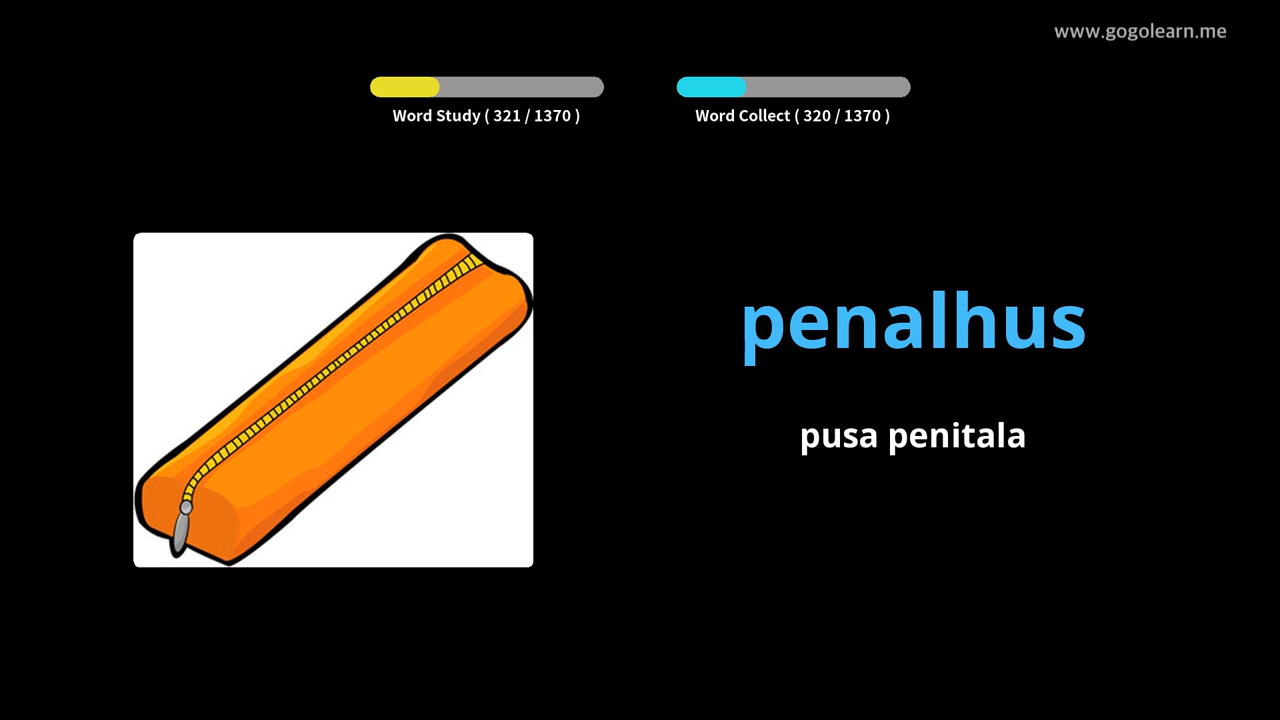 www.gogolearn.me
Word Study ( 321 / 1370 )
Word Collect ( 320 / 1370 )
penalhus
pusa penitala